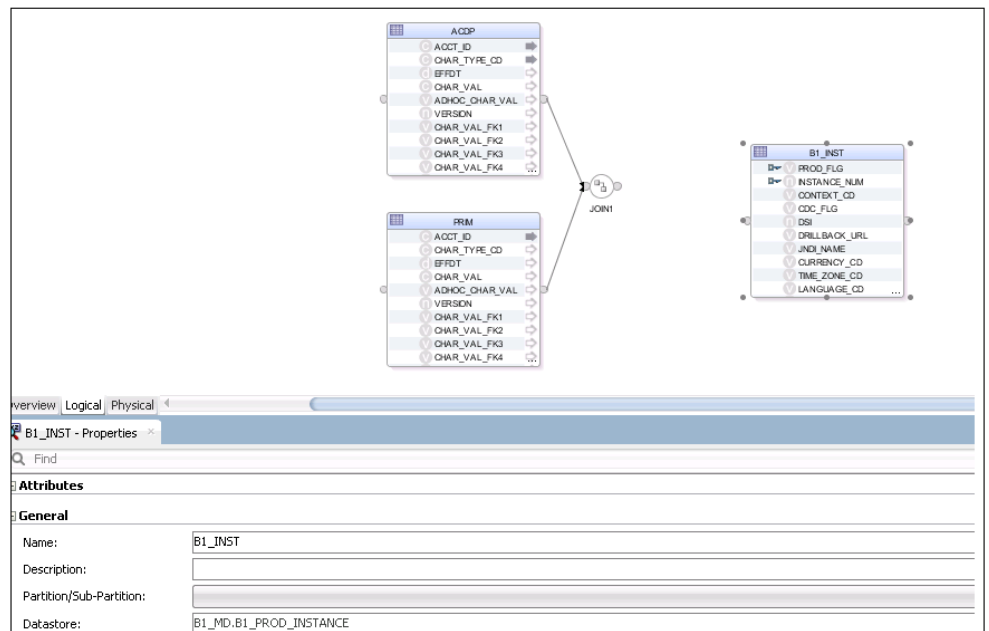 ACDP
ACCT_ID
CHAR_TYPE_CD
EFFDT
CHAR_VAL
ADHOC_CHAR_VAL
VERSION
CHAR_VAL_FK1
CHAR_VAL_FK2
CHAR_VAL_FK3
CHAR_VAL_FK4
...
JOIN1
PRIM
ACCT_ID
CHAR_TYPE_CD
EFFDT
CHAR_VAL
ADHOC_CHAR_VAL
VERSION
CHAR_VAL_FK1
CHAR_VAL_FK2
CHAR_VAL_FK3
CHAR_VAL_FK4
...
B1_INST
PROD_FLG
INSTANCE_NUM
CONTEXT_CD
CDC_FLG
DSI
DRILLBACK_URL
JNDI_NAME
CURRENCY_CD
TIME_ZONE_CD
LANGUAGE_CD
...
verview Logical Physical
B1_INST - Properties
Find
Attributes
General
Name: B1_INST
Description:
Partition/Sub-Partition:
Datastore: B1_MD.B1_PROD_INSTANCE